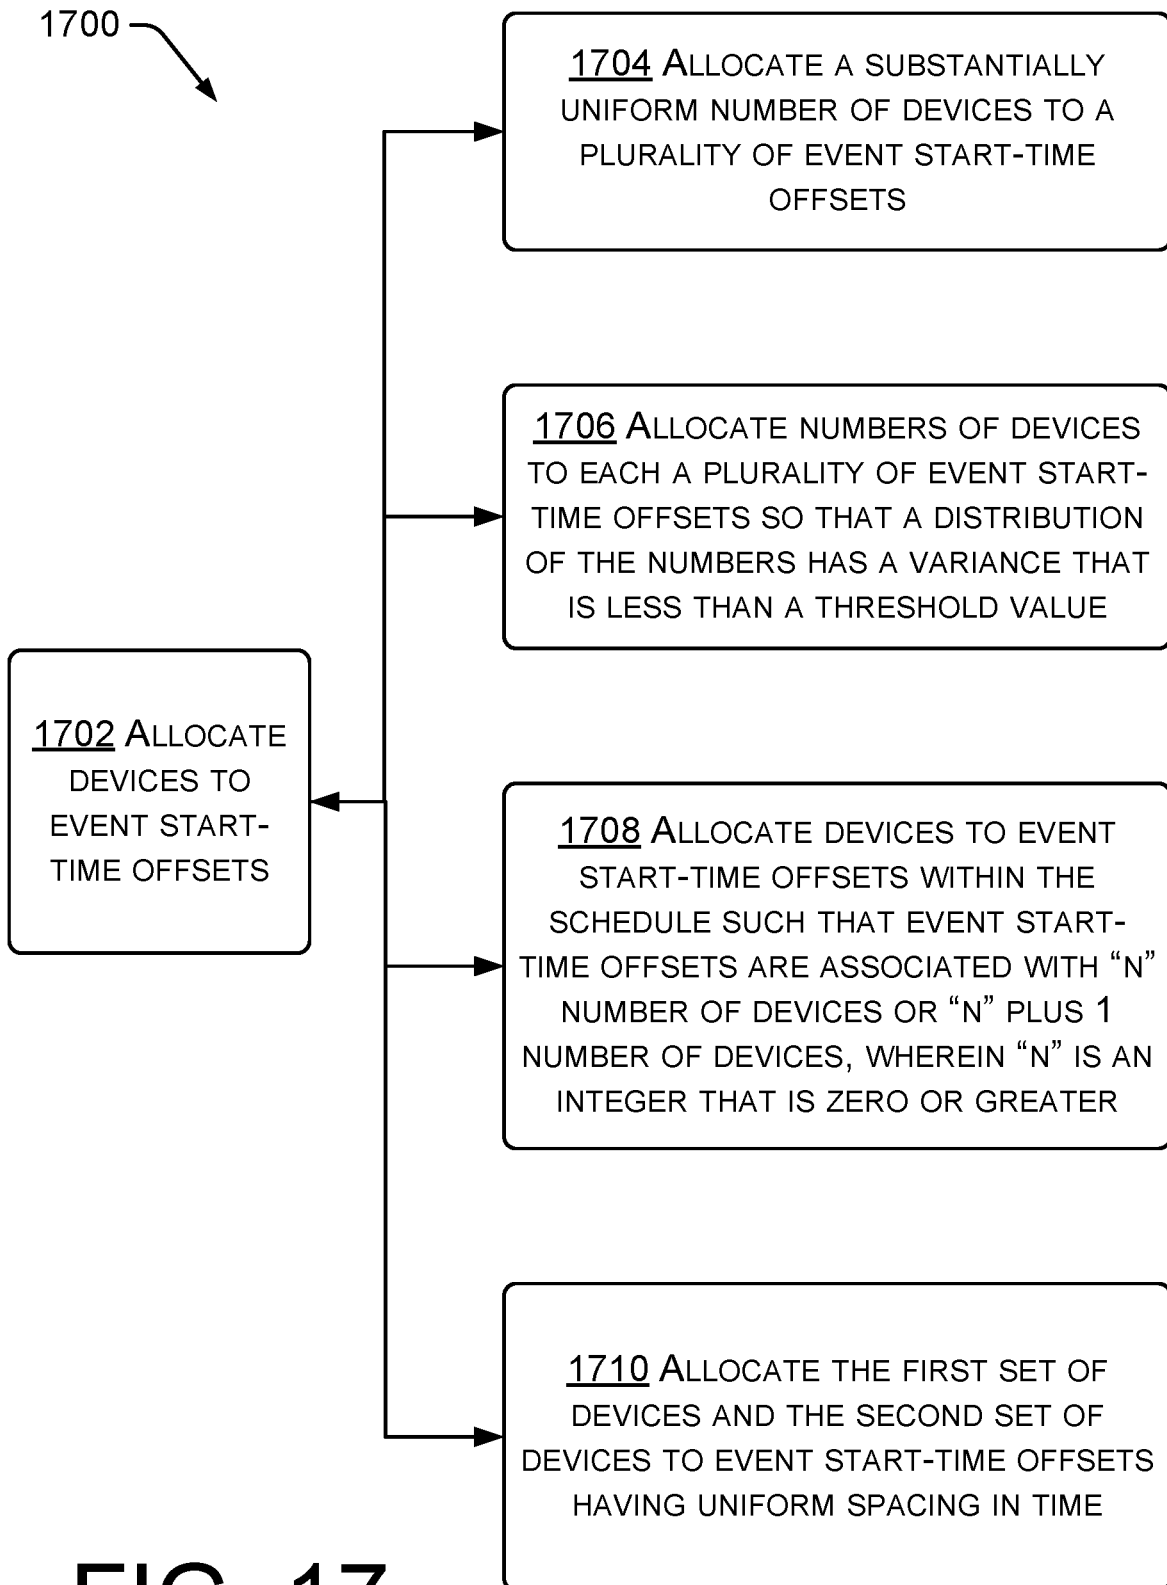 1700
1704 ALLOCATE A SUBSTANTIALLY
UNIFORM NUMBER OF DEVICES TO A
PLURALITY OF EVENT START-TIME
OFFSETS
1706 ALLOCATE NUMBERS OF DEVICES
TO EACH A PLURALITY OF EVENT START-
TIME OFFSETS SO THAT A DISTRIBUTION
OF THE NUMBERS HAS A VARIANCE THAT
IS LESS THAN A THRESHOLD VALUE
1702 ALLOCATE
DEVICES TO
EVENT START-
TIME OFFSETS
1708 ALLOCATE DEVICES TO EVENT
START-TIME OFFSETS WITHIN THE
SCHEDULE SUCH THAT EVENT START-
TIME OFFSETS ARE ASSOCIATED WITH “N”
NUMBER OF DEVICES OR “N” PLUS 1
NUMBER OF DEVICES, WHEREIN “N” IS AN
INTEGER THAT IS ZERO OR GREATER
1710 ALLOCATE THE FIRST SET OF
DEVICES AND THE SECOND SET OF
DEVICES TO EVENT START-TIME OFFSETS
HAVING UNIFORM SPACING IN TIME
FIG. 17